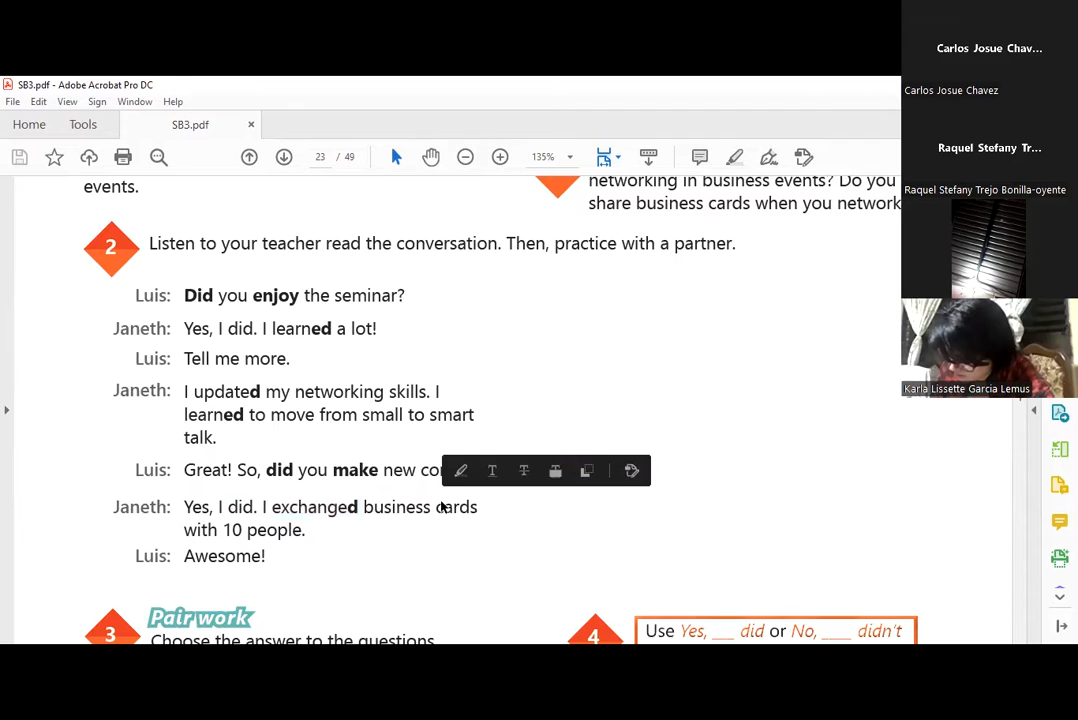 Carlos Josue Chav...
SB3.pdf - Adobe Acrobat Pro DC
Carlos Josue Chavez
File Edit View Sign Window Help
Home Tools SB3.pdf ×
Raquel Stefany Tr...
23 / 49 135%
Raquel Stefany Trejo Bonilla-oyente
events.
networking in business events? Do you
share business cards when you network
2 Listen to your teacher read the conversation. Then, practice with a partner.
Luis: Did you enjoy the seminar?
Janeth: Yes, I did. I learned a lot!
Luis: Tell me more.
Karla Lissette Garcia Lemus
Janeth: I updated my networking skills. I
learned to move from small to smart
talk.
Luis: Great! So, did you make new
Janeth: Yes, I did. I exchanged business cards
with 10 people.
Luis: Awesome!
3 Pair work
Choose the answer to the questions
4 Use Yes, ___ did or No, ___ didn't